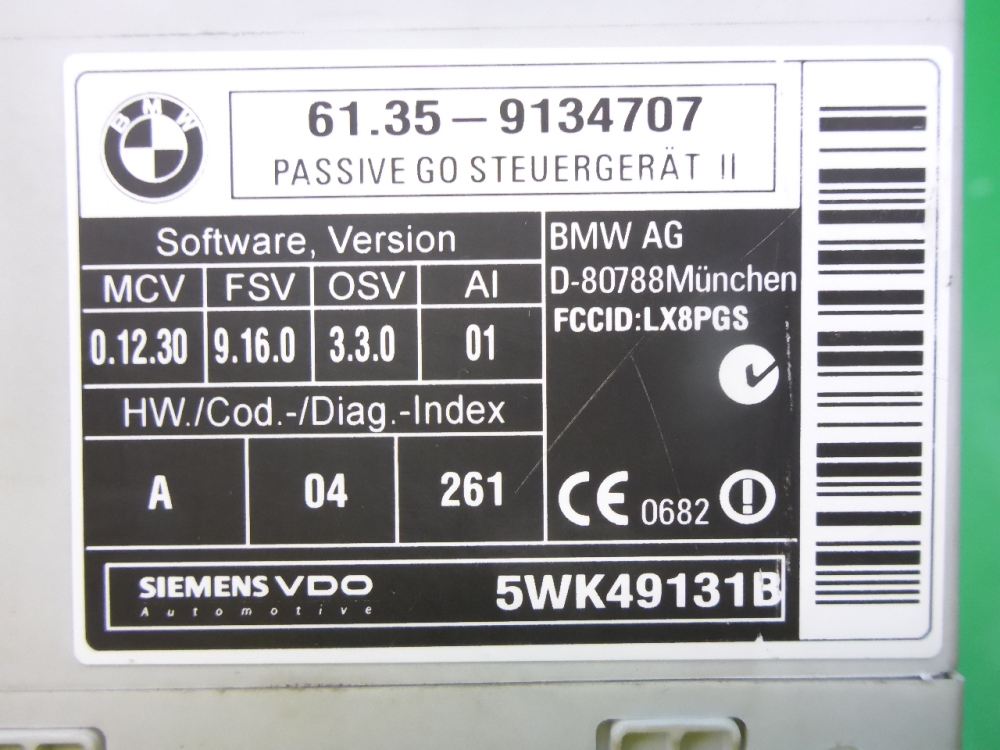 BMW
61.35 – 9134707
PASSIVE GO STEUERGERÄT II
Software, Version
MCV FSV OSV AI
0.12.30 9.16.0 3.3.0 01
HW./Cod.-/Diag.-Index
A 04 261
BMW AG
D-80788München
FCCID:LX8PGS
CE 0682
SIEMENS VDO
Automotive
5WK49131B